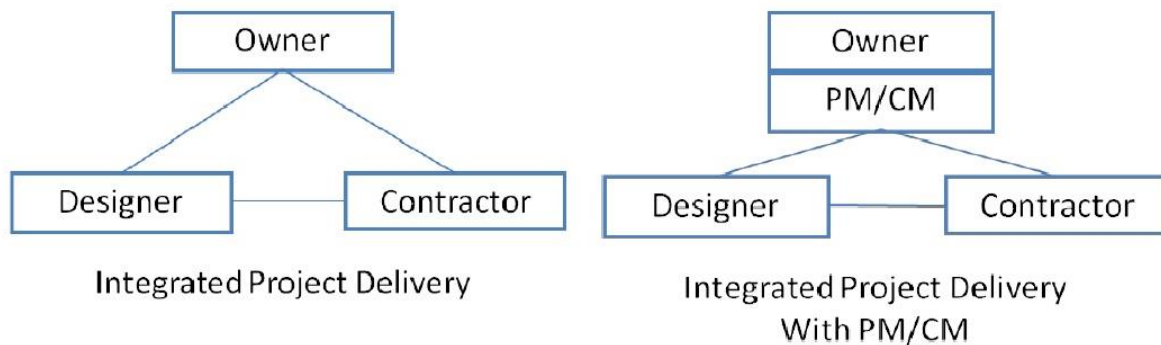 Owner
Designer
Contractor
Integrated Project Delivery
Owner
PM/CM
Designer
Contractor
Integrated Project Delivery
With PM/CM